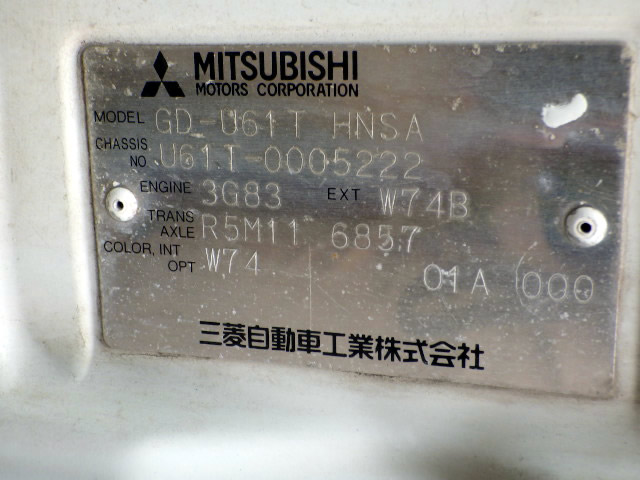 MITSUBISHI
MOTORS CORPORATION
MODEL GD-U61T HNSA
CHASSIS NO. U61T-0005222
ENGINE 3G83 EXT W74B
TRANS AXLE R5M11 6857
COLOR, INT OPT W74 01A (000
三菱自動車工業株式会社